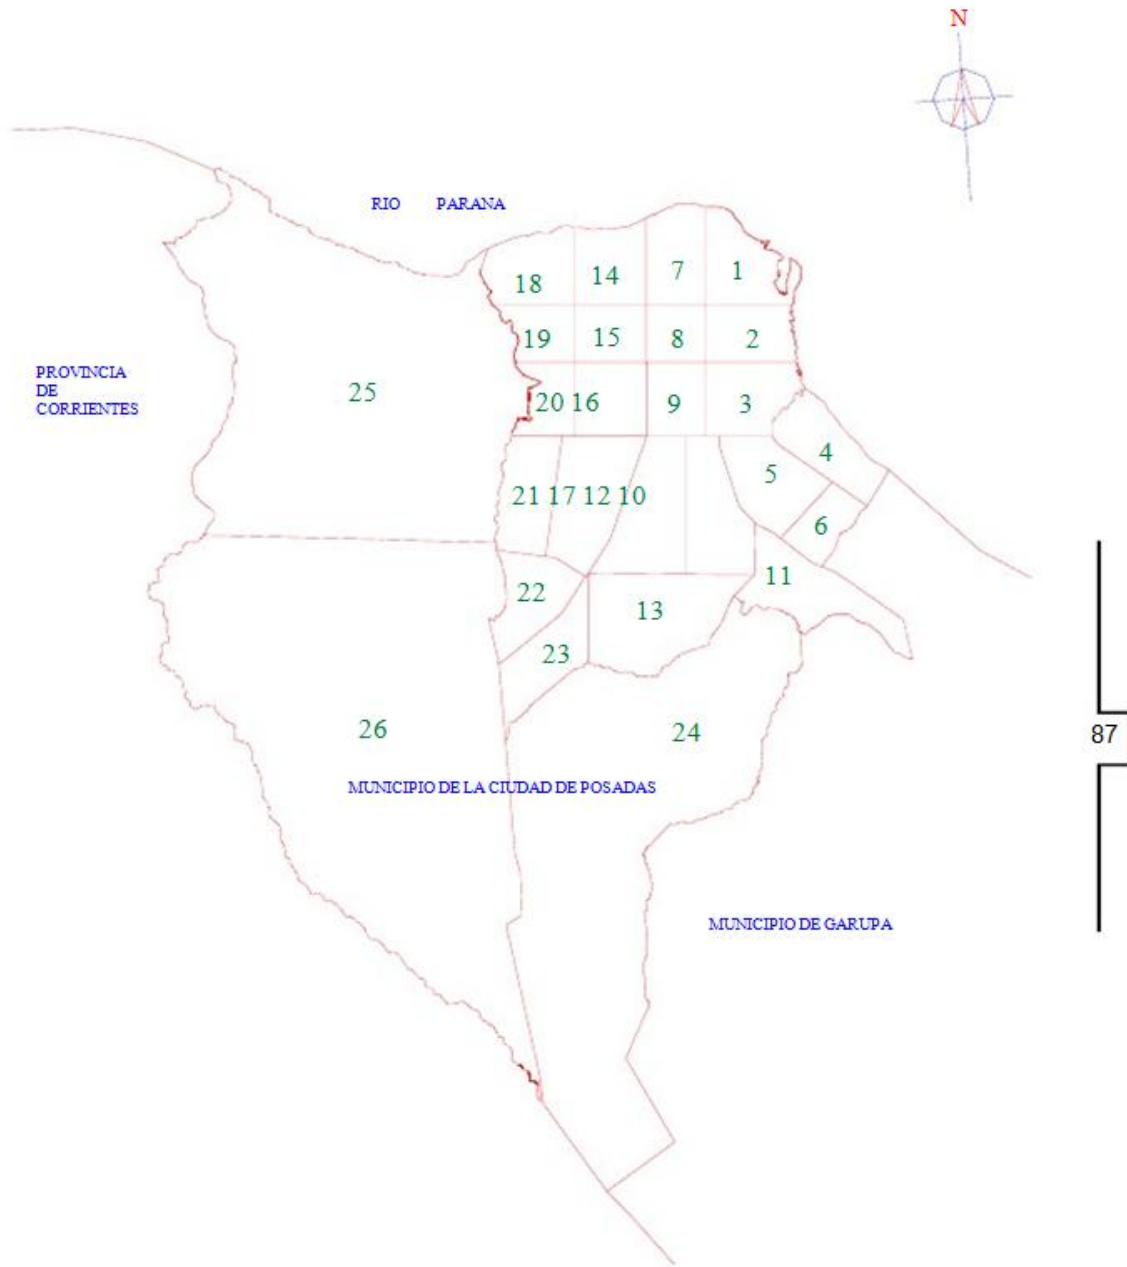 N
RIO PARANA
18 14 7 1
19 15 8 2
PROVINCIA
DE
CORRIENTES
25
20 16 9 3
4
5
21 17 12 10
6
11
22
13
23
26
24
87
MUNICIPIO DE LA CIUDAD DE POSADAS
MUNICIPIO DE GARUPA